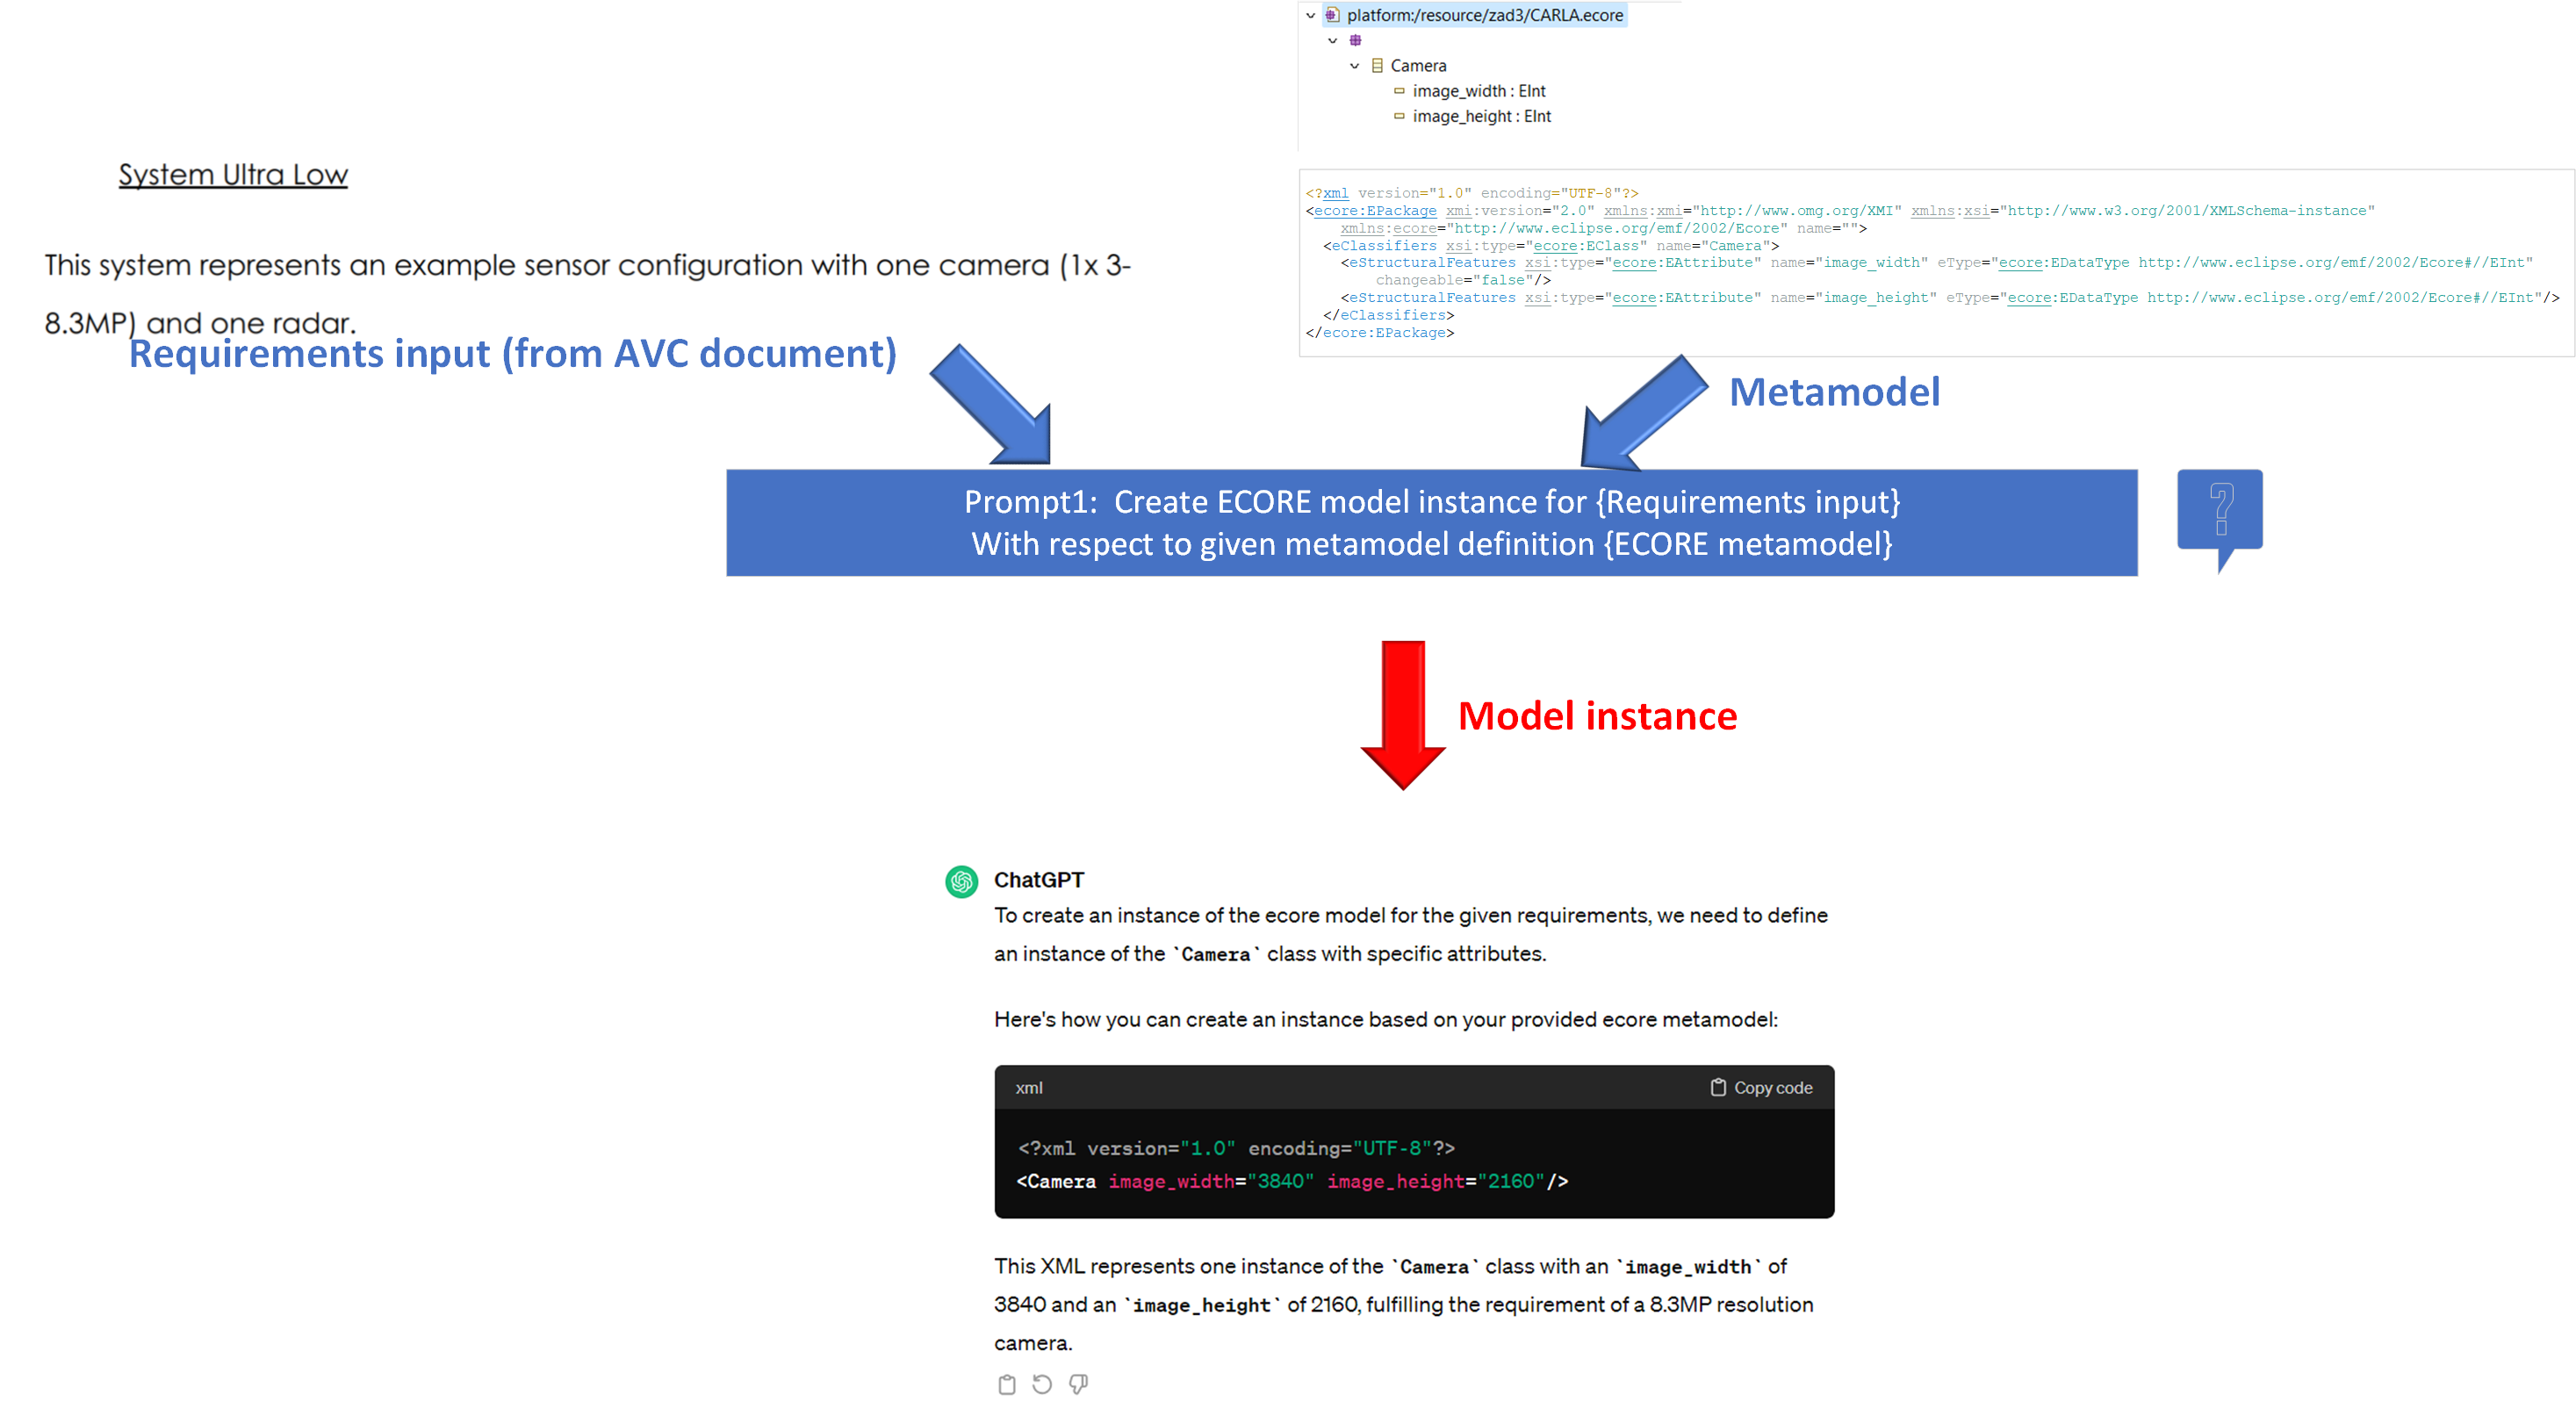 platform:/resource/zad3/CARLA.ecore
Camera
image_width : EInt
image_height : EInt
System Ultra Low
This system represents an example sensor configuration with one camera (1x 3-
8.3MP) and one radar.
Requirements input (from AVC document)
<?xml version="1.0" encoding="UTF-8"?>
<ecore:EPackage xmi:version="2.0" xmlns:xmi="http://www.omg.org/XMI" xmlns:xsi="http://www.w3.org/2001/XMLSchema-instance"
xmlns:ecore="http://www.eclipse.org/emf/2002/Ecore" name="">
<eClassifiers xsi:type="ecore:EClass" name="Camera">
<eStructuralFeatures xsi:type="ecore:EAttribute" name="image_width" eType="ecore:EDataType http://www.eclipse.org/emf/2002/Ecore#//EInt"
changeable="false"/>
<eStructuralFeatures xsi:type="ecore:EAttribute" name="image_height" eType="ecore:EDataType http://www.eclipse.org/emf/2002/Ecore#//EInt"/>
</eClassifiers>
</ecore:EPackage>
Metamodel
Prompt1:  Create ECORE model instance for {Requirements input}
With respect to given metamodel definition {ECORE metamodel}
?
Model instance
ChatGPT
To create an instance of the ecore model for the given requirements, we need to define
an instance of the `Camera` class with specific attributes.
Here's how you can create an instance based on your provided ecore metamodel:
xml
Copy code
<?xml version="1.0" encoding="UTF-8"?>
<Camera image_width="3840" image_height="2160"/>
This XML represents one instance of the `Camera` class with an `image_width` of
3840 and an `image_height` of 2160, fulfilling the requirement of a 8.3MP resolution
camera.